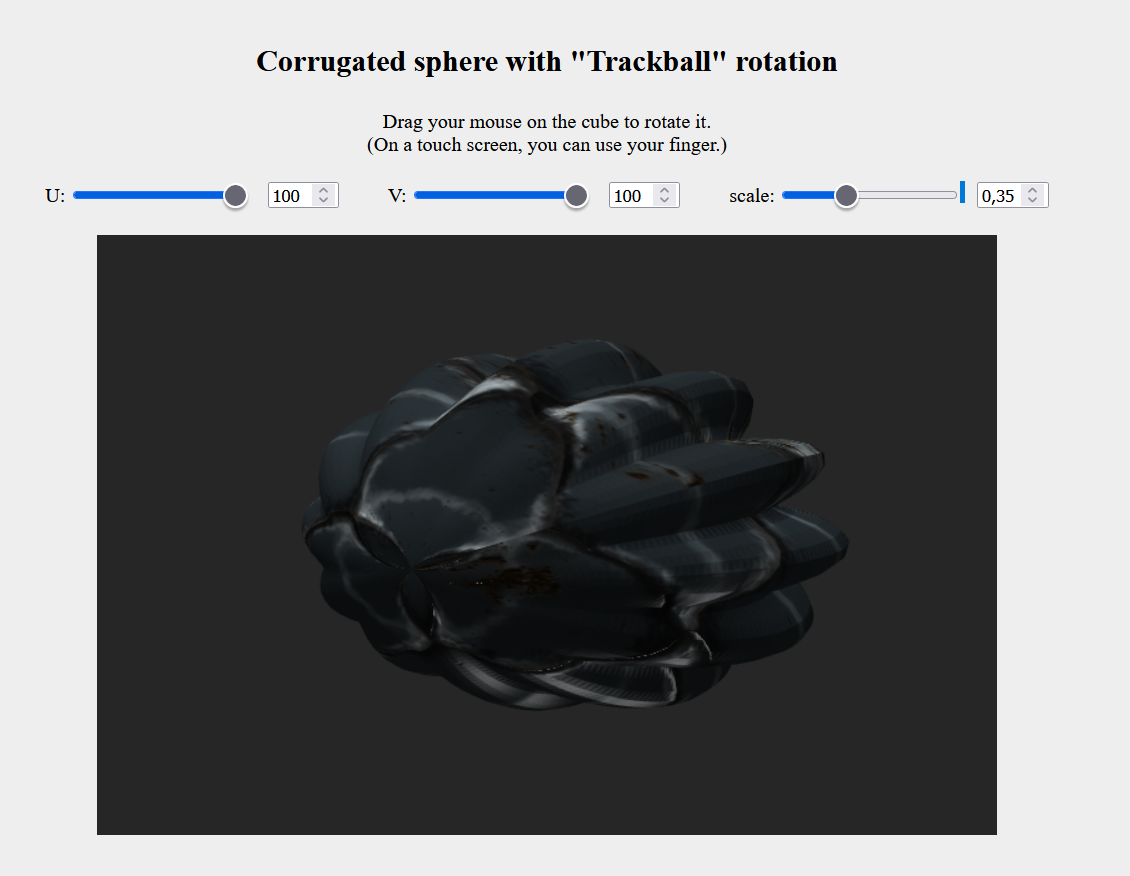 Corrugated sphere with "Trackball" rotation
Drag your mouse on the cube to rotate it.
(On a touch screen, you can use your finger.)
U: 100 V: 100 scale: 0,35